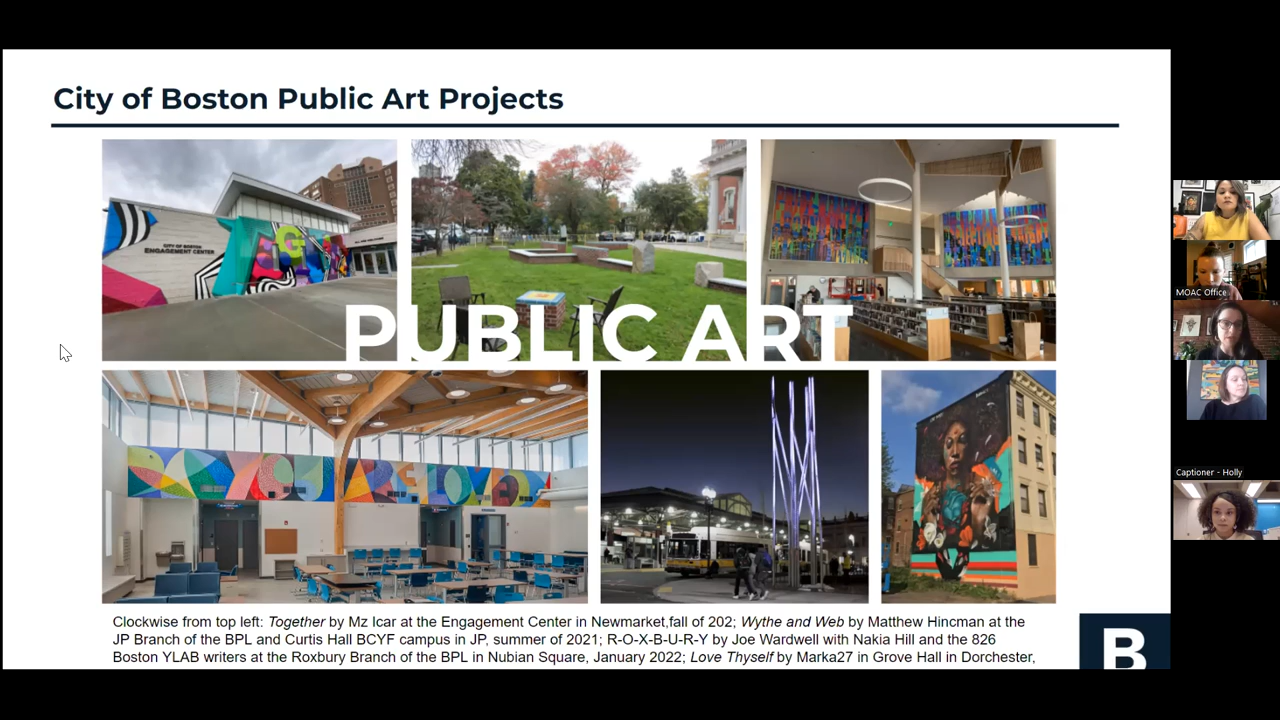 City of Boston Public Art Projects
CITY OF BOSTON
ENGAGEMENT CENTER
PUBLIC ART
YOU ARE LOVED
Clockwise from top left: Together by Mz Icar at the Engagement Center in Newmarket,fall of 202; Wythe and Web by Matthew Hincman at the
JP Branch of the BPL and Curtis Hall BCYF campus in JP, summer of 2021; R-O-X-B-U-R-Y by Joe Wardwell with Nakia Hill and the 826
Boston YLAB writers at the Roxbury Branch of the BPL in Nubian Square, January 2022; Love Thyself by Marka27 in Grove Hall in Dorchester,
B
MOAC Office
Captioner - Holly